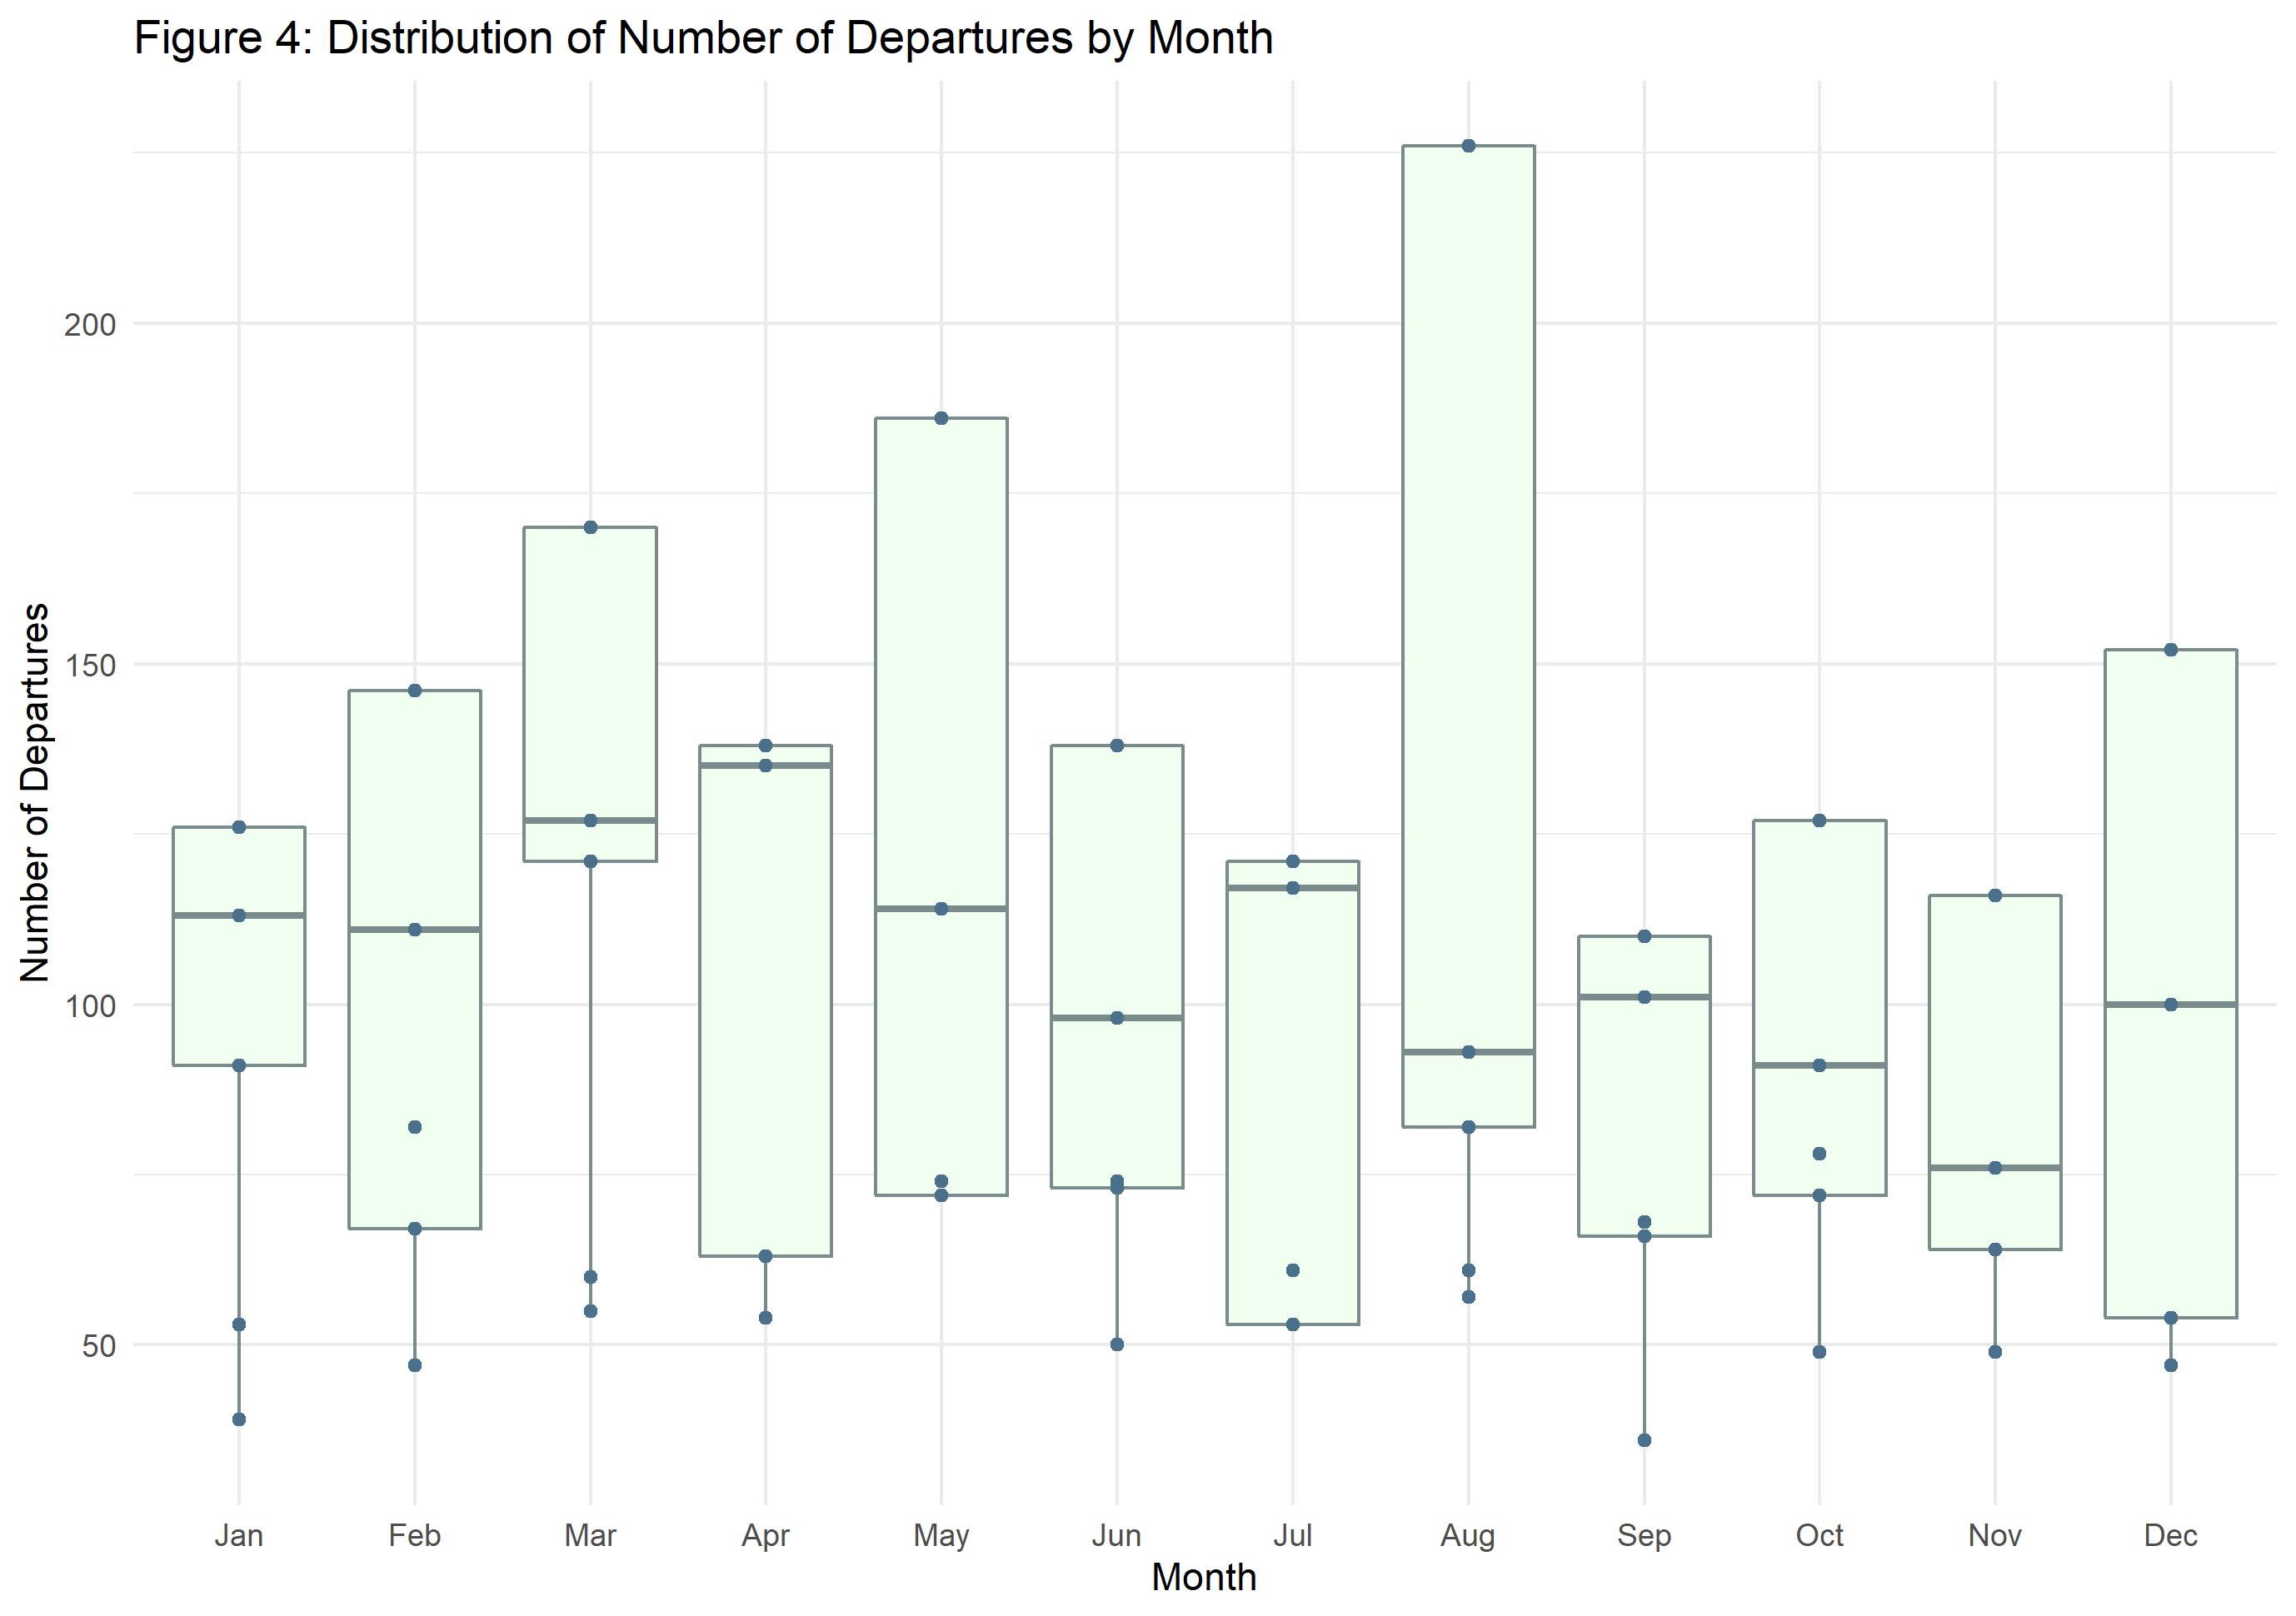 Figure 4: Distribution of Number of Departures by Month
Number of Departures
200
150
100
50
Jan Feb Mar Apr May Jun Jul Aug Sep Oct Nov Dec
Month